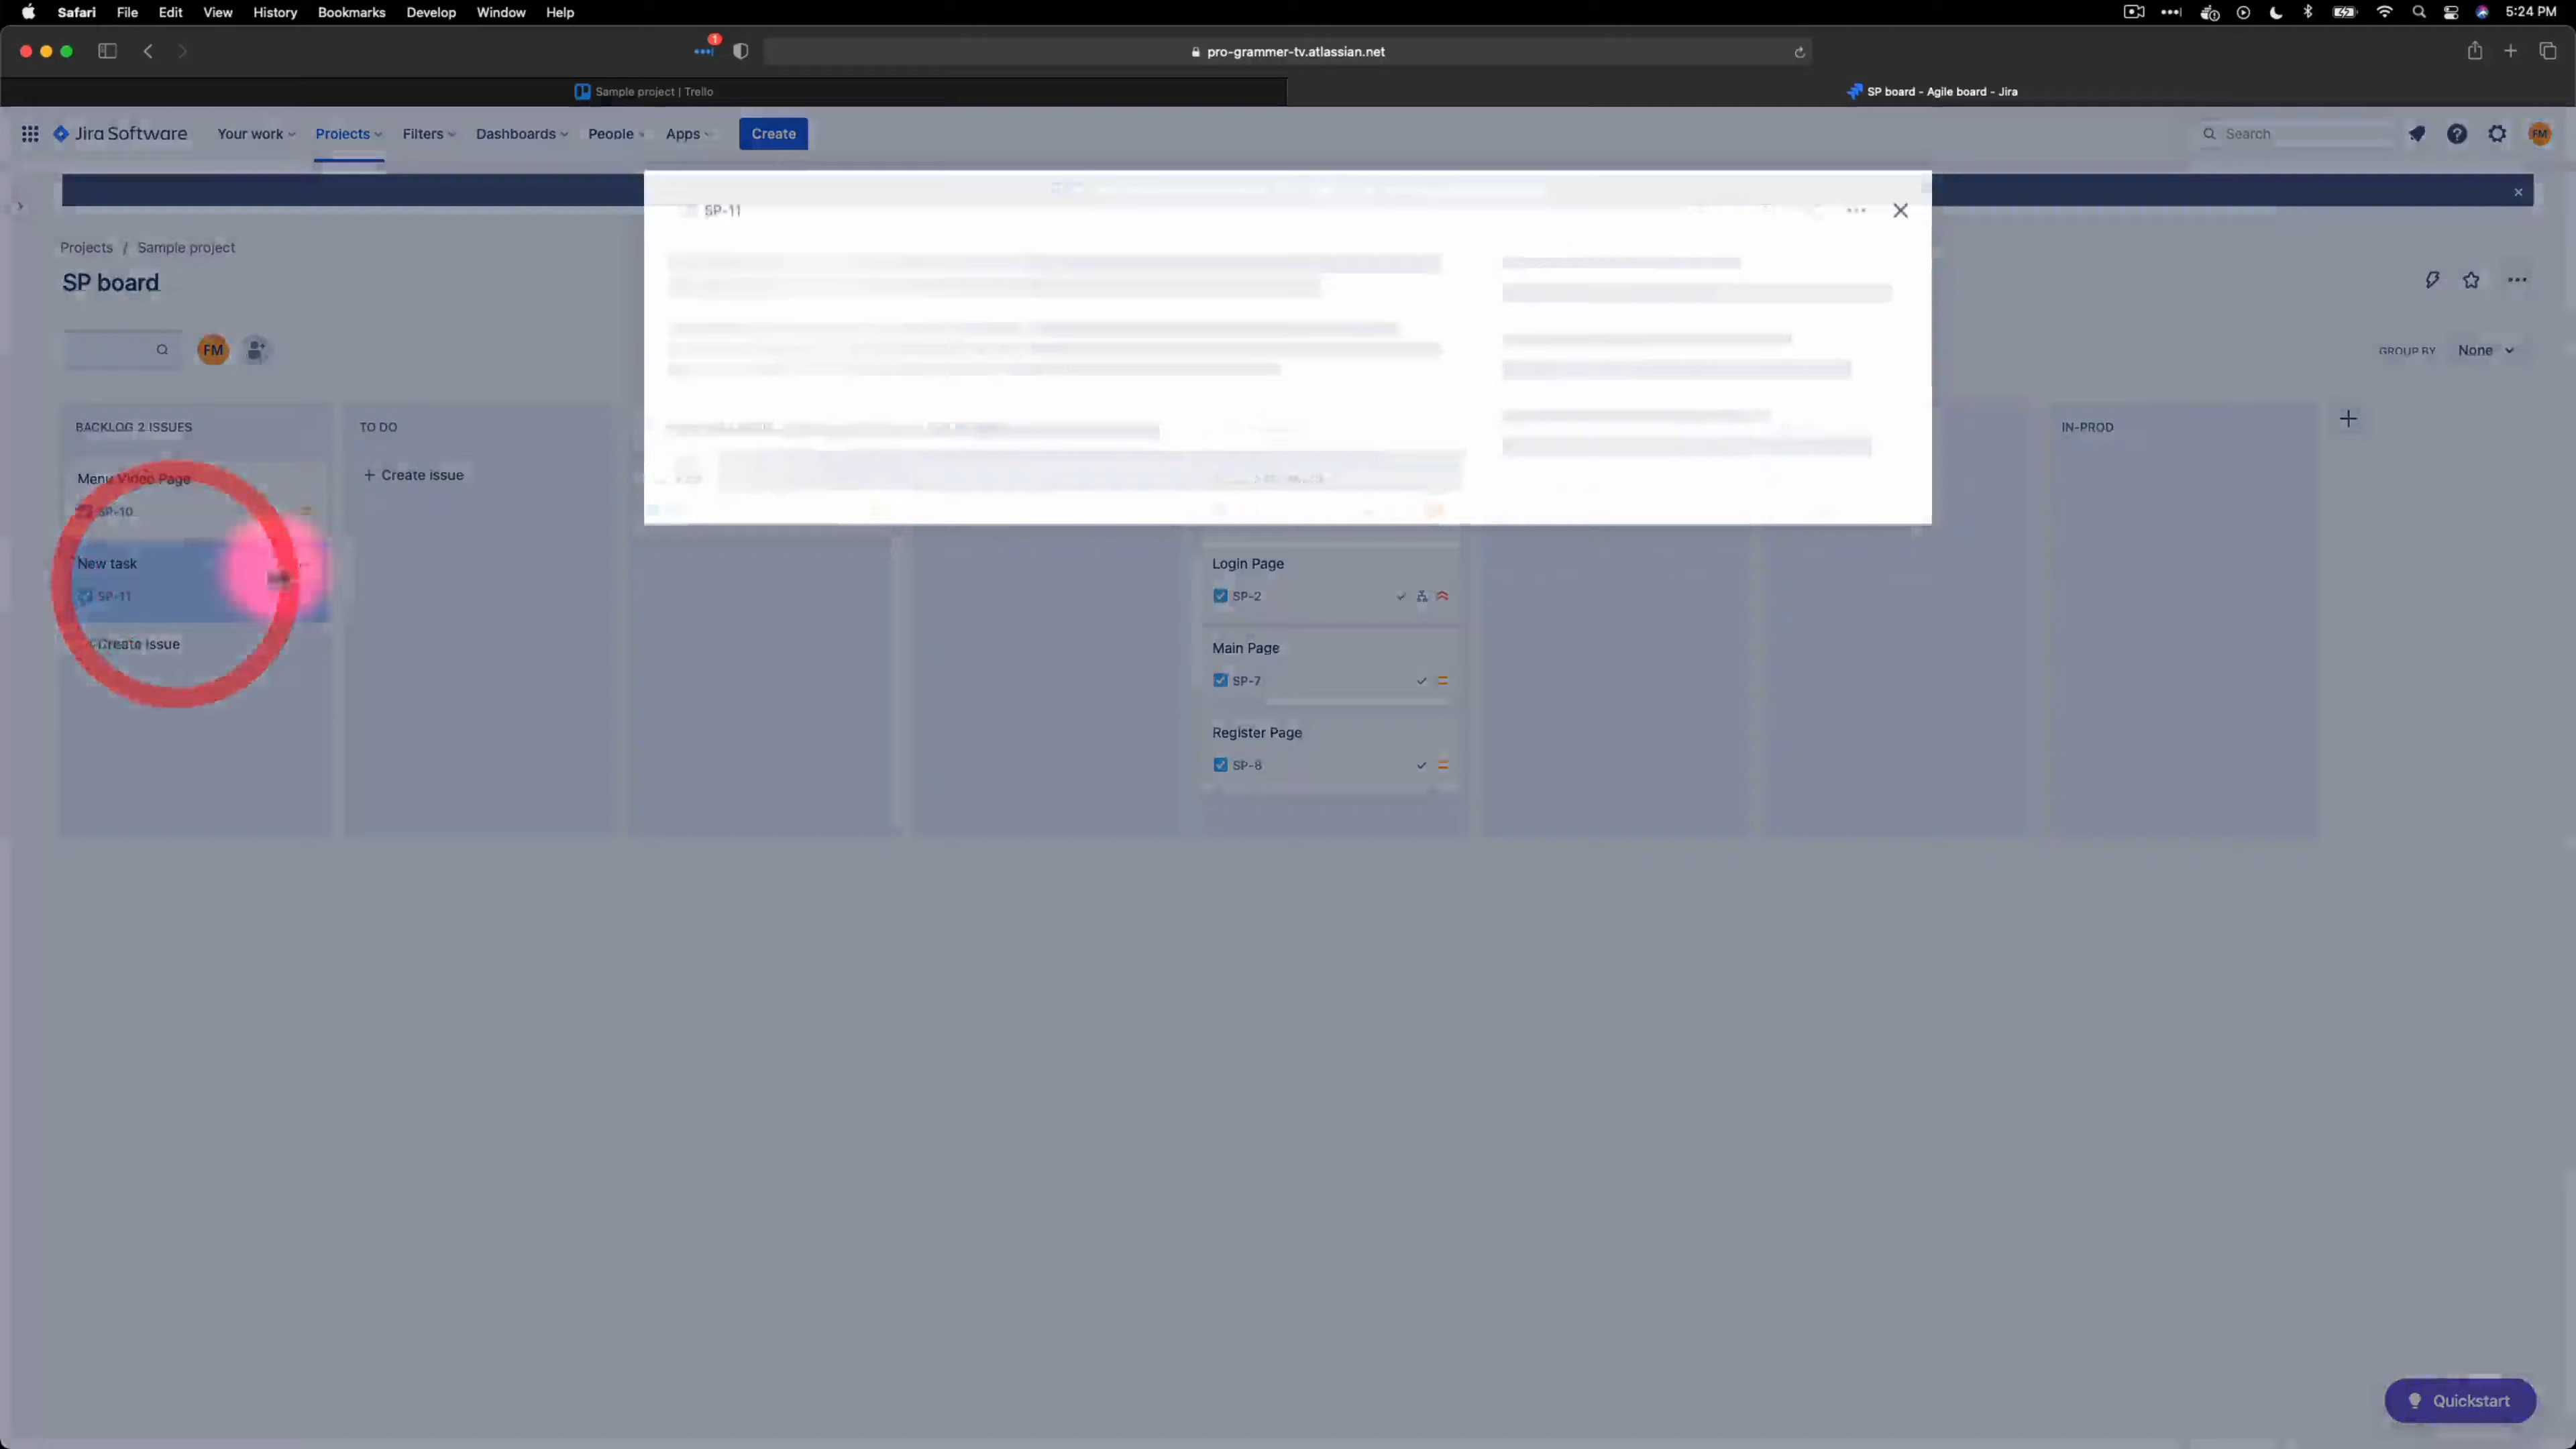 Safari File Edit View History Bookmarks Develop Window Help 5:24 PM
1
pro-grammer-tv.atlassian.net
Sample project | Trello
SP board - Agile board - Jira
Jira Software Your work Projects Filters Dashboards People Apps Create Search FM
SP-11
Projects / Sample project
SP board
FM
GROUP BY None
BACKLOG 2 ISSUES
TO DO
IN-PROD
Menu Video Page
SP-10
+ Create issue
New task
SP-11
Create issue
Login Page
SP-2
Main Page
SP-7
Register Page
SP-8
Quickstart